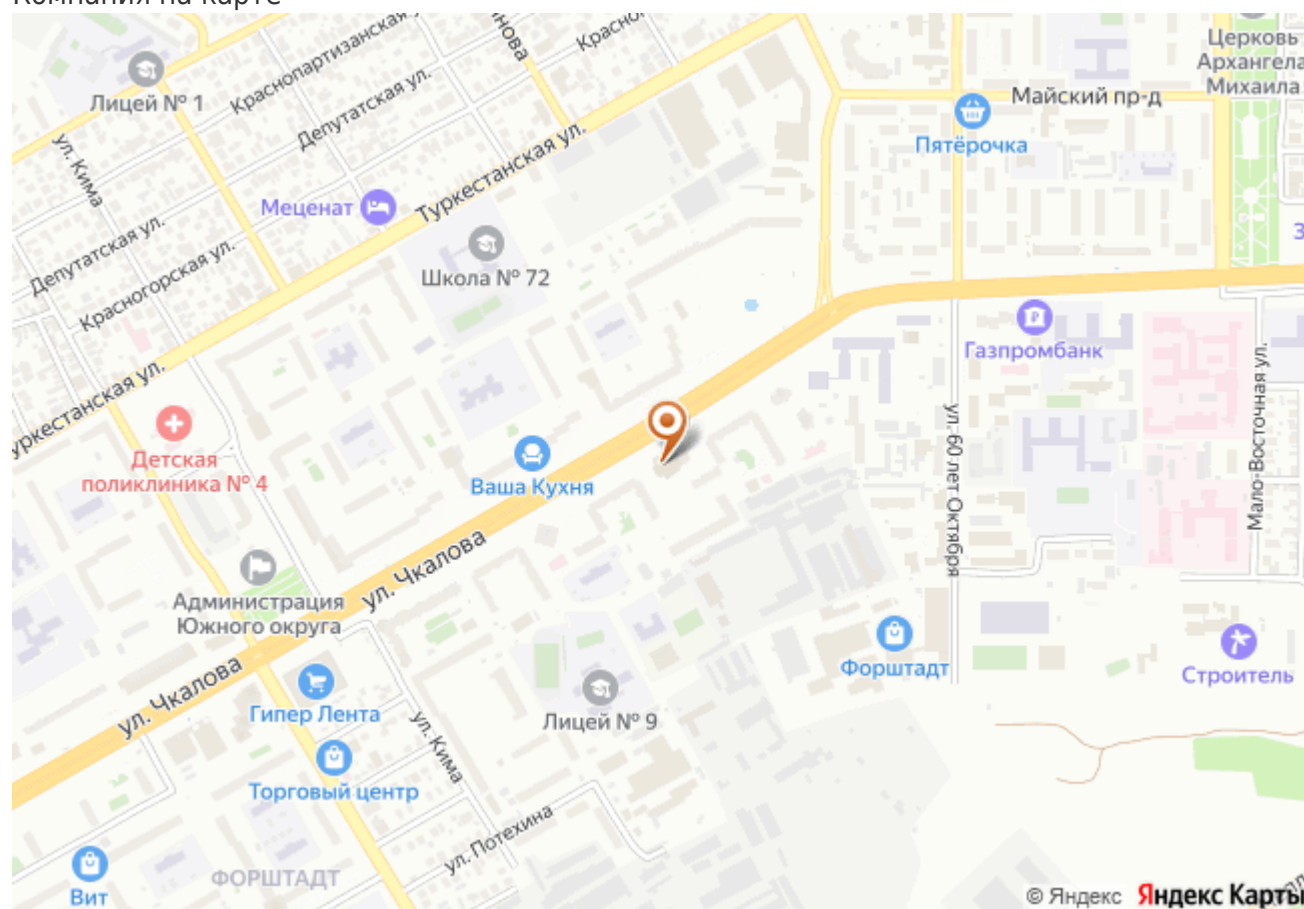 Компания на карте
Краснопартизанская
Церковь
Архангела
Михаила
Лицей № 1
Депутатская ул.
Майский пр-д
Пятёрочка
ул. Кима
Туркестанская ул.
Меценат
Депутатская ул.
Красногорская ул.
Школа № 72
Газпромбанк
Мало-Восточная ул.
ул. 60 лет Октября
Детская
поликлиника № 4
Ваша Кухня
ул. Чкалова
Администрация
Южного округа
Форштадт
Строитель
ул. Чкалова
Гипер Лента
Лицей № 9
ул. Кима
Торговый центр
ул. Потехина
Вит
ФОРШТАДТ
© Яндекс Яндекс Карты